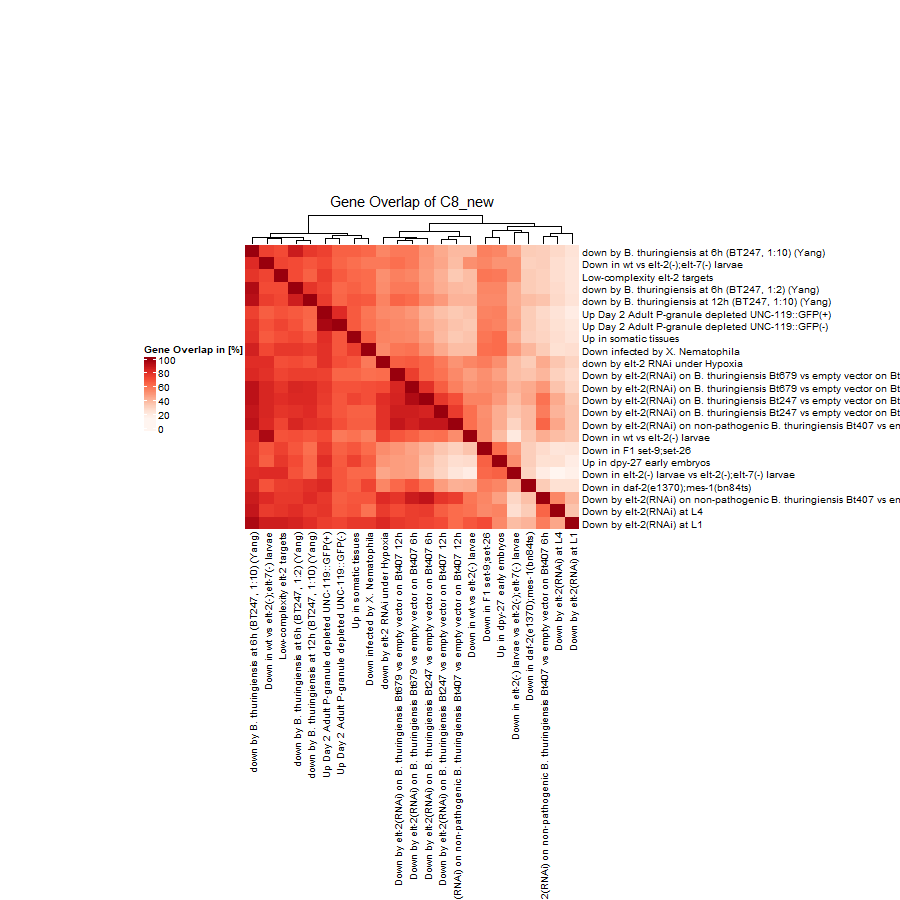 Gene Overlap of C8_new
down by B. thuringiensis at 6h (BT247, 1:10) (Yang)
Down in wt vs elt-2(-);elt-7(-) larvae
Low-complexity elt-2 targets
down by B. thuringiensis at 6h (BT247, 1:2) (Yang)
down by B. thuringiensis at 12h (BT247, 1:10) (Yang)
Up Day 2 Adult P-granule depleted UNC-119::GFP(+)
Up Day 2 Adult P-granule depleted UNC-119::GFP(-)
Up in somatic tissues
Down infected by X. Nematophila
down by elt-2 RNAi under Hypoxia
Down by elt-2(RNAi) on B. thuringiensis Bt679 vs empty vector on Bt
Down by elt-2(RNAi) on B. thuringiensis Bt679 vs empty vector on Bt
Down by elt-2(RNAi) on B. thuringiensis Bt247 vs empty vector on Bt
Down by elt-2(RNAi) on B. thuringiensis Bt247 vs empty vector on Bt
Down by elt-2(RNAi) on non-pathogenic B. thuringiensis Bt407 vs en
Down in wt vs elt-2(-) larvae
Down in F1 set-9;set-26
Up in dpy-27 early embryos
Down in elt-2(-) larvae vs elt-2(-);elt-7(-) larvae
Down in daf-2(e1370);mes-1(bn84ts)
Down by elt-2(RNAi) on non-pathogenic B. thuringiensis Bt407 vs en
Down by elt-2(RNAi) at L4
Down by elt-2(RNAi) at L1
Gene Overlap in [%]
100
80
60
40
20
0
down by B. thuringiensis at 6h (BT247, 1:10) (Yang)
Down in wt vs elt-2(-);elt-7(-) larvae
Low-complexity elt-2 targets
down by B. thuringiensis at 6h (BT247, 1:2) (Yang)
down by B. thuringiensis at 12h (BT247, 1:10) (Yang)
Up Day 2 Adult P-granule depleted UNC-119::GFP(+)
Up Day 2 Adult P-granule depleted UNC-119::GFP(-)
Up in somatic tissues
Down infected by X. Nematophila
down by elt-2 RNAi under Hypoxia
Down by elt-2(RNAi) on B. thuringiensis Bt679 vs empty vector on Bt407 12h
Down by elt-2(RNAi) on B. thuringiensis Bt679 vs empty vector on Bt407 6h
Down by elt-2(RNAi) on B. thuringiensis Bt247 vs empty vector on Bt407 6h
Down by elt-2(RNAi) on B. thuringiensis Bt247 vs empty vector on Bt407 12h
(RNAi) on non-pathogenic B. thuringiensis Bt407 vs empty vector on Bt407 12h
Down in wt vs elt-2(-) larvae
Down in F1 set-9;set-26
Up in dpy-27 early embryos
Down in elt-2(-) larvae vs elt-2(-);elt-7(-) larvae
Down in daf-2(e1370);mes-1(bn84ts)
2(RNAi) on non-pathogenic B. thuringiensis Bt407 vs empty vector on Bt407 6h
Down by elt-2(RNAi) at L4
Down by elt-2(RNAi) at L1